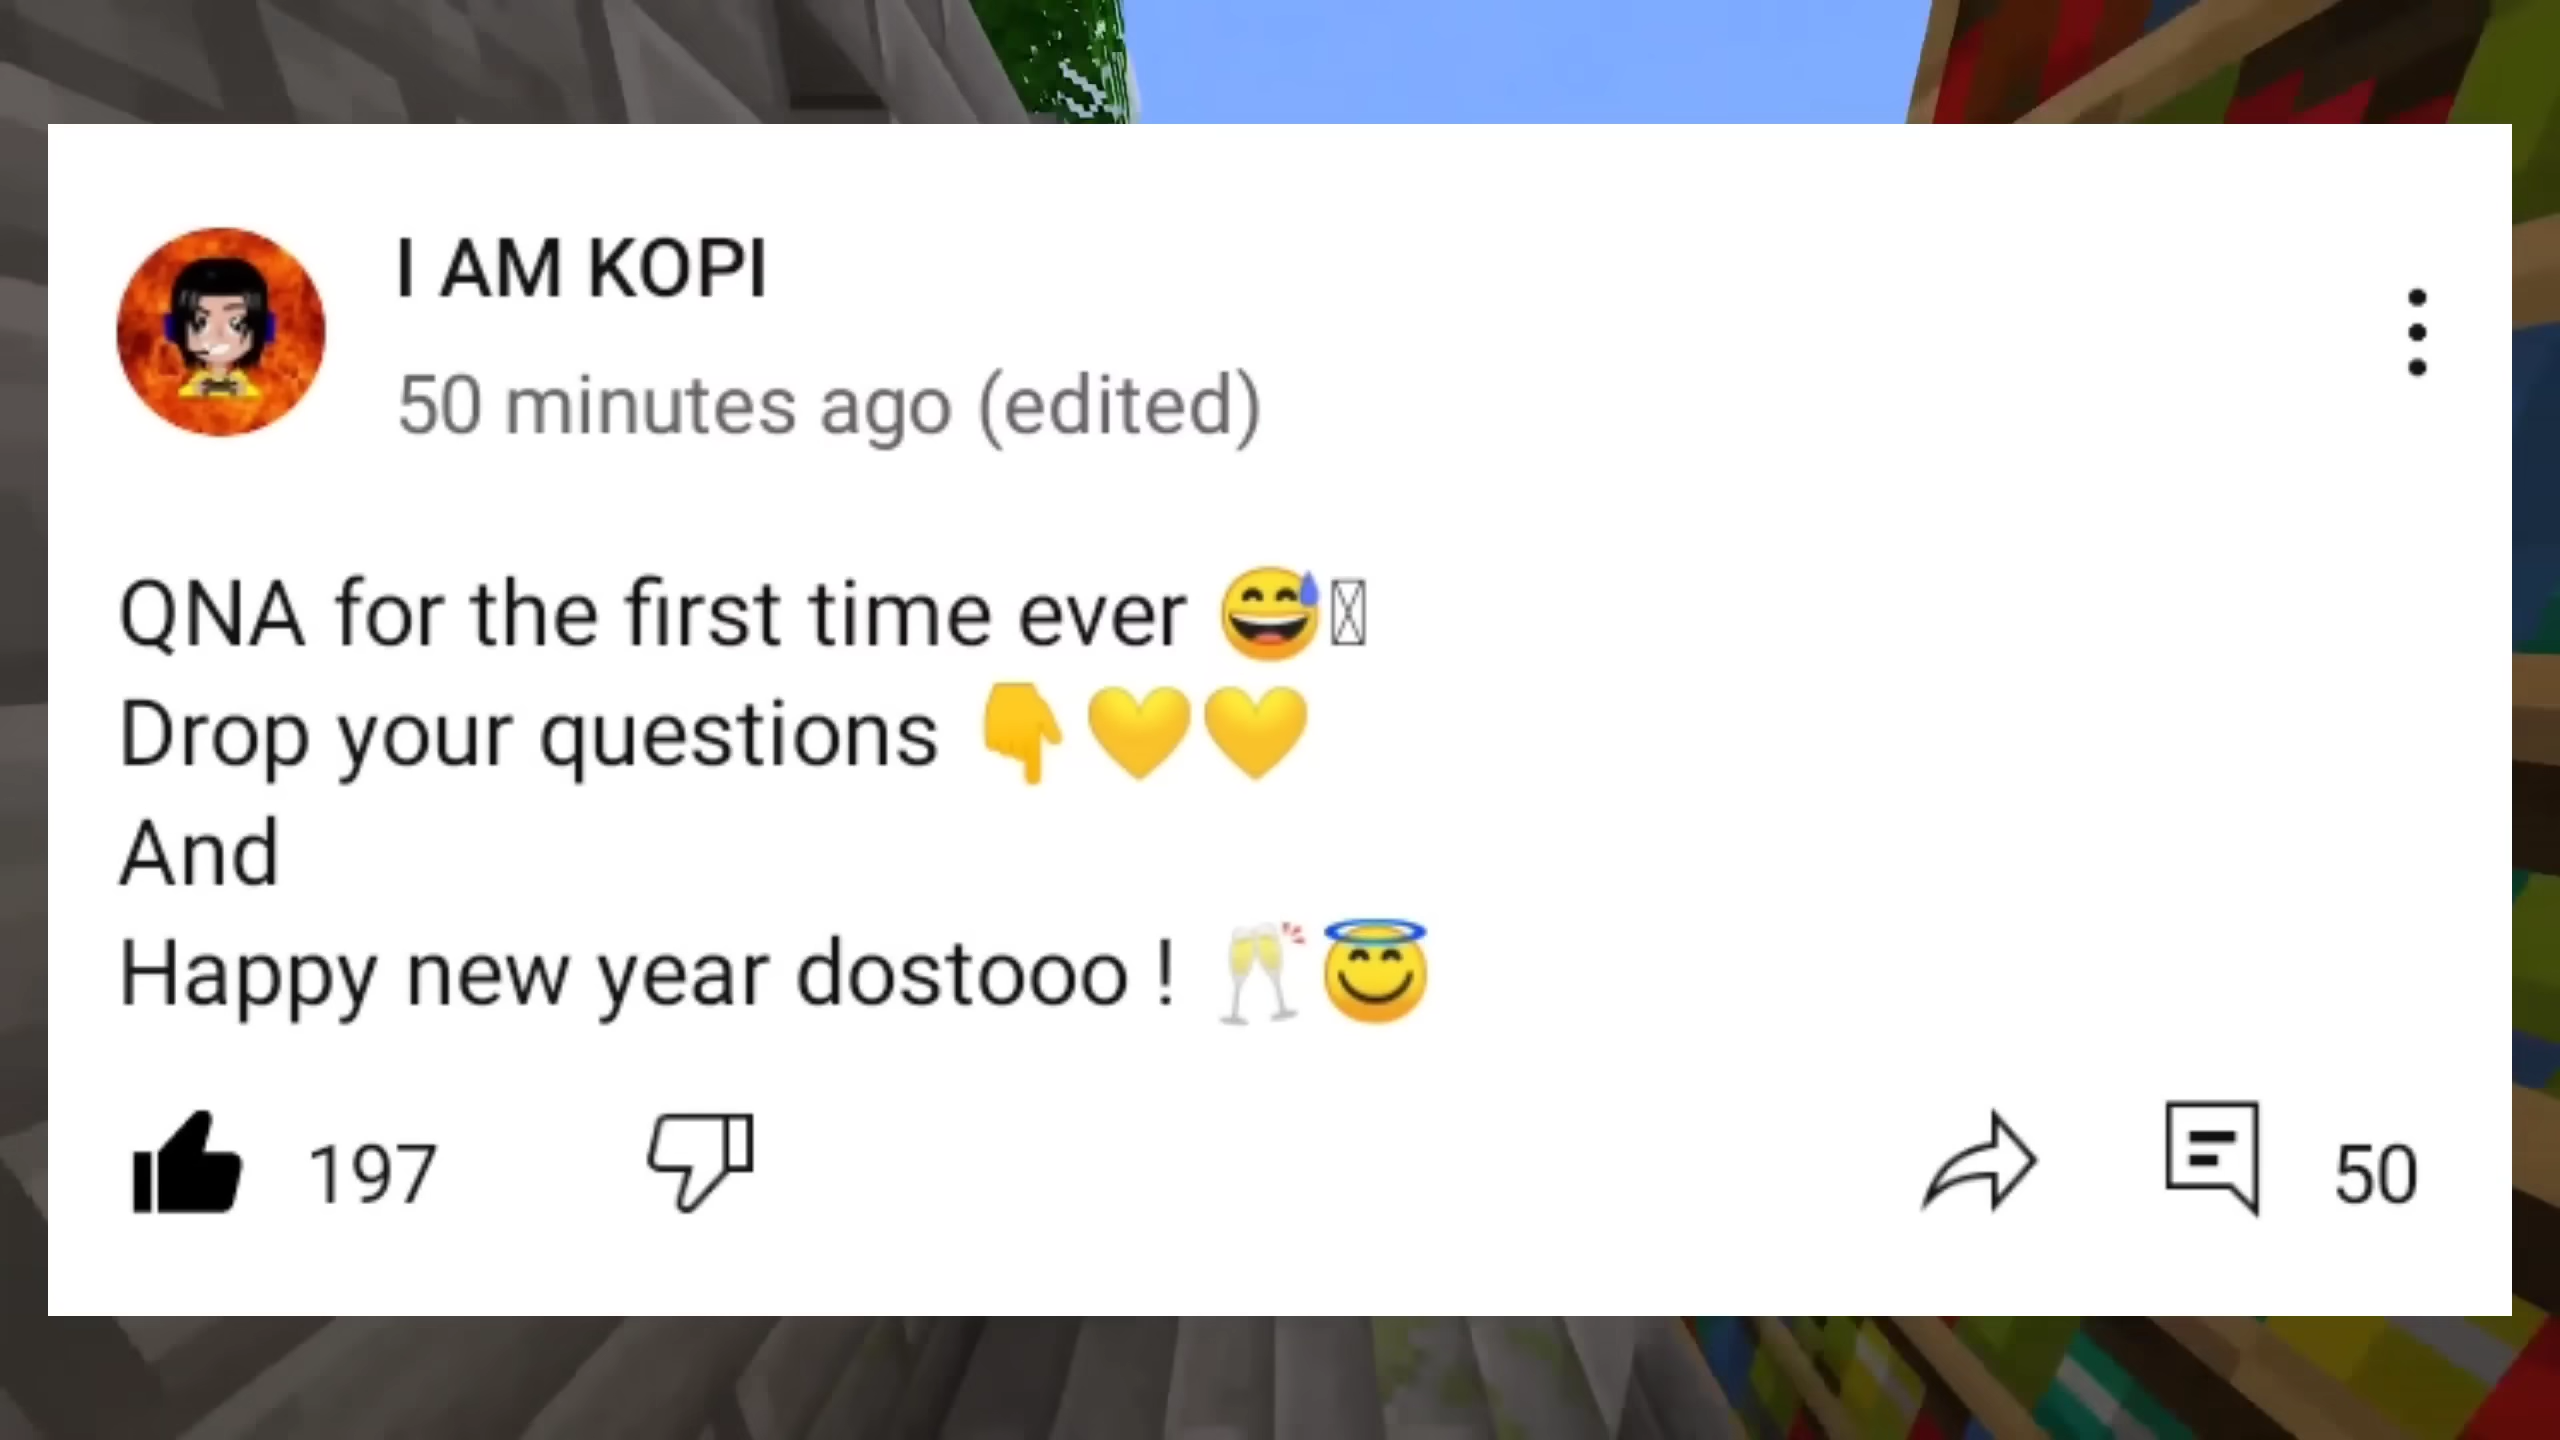 I AM KOPI
50 minutes ago (edited)
QNA for the first time ever 😅
Drop your questions 👇💛💛
And
Happy new year dostooo ! 🥂😇
197
50